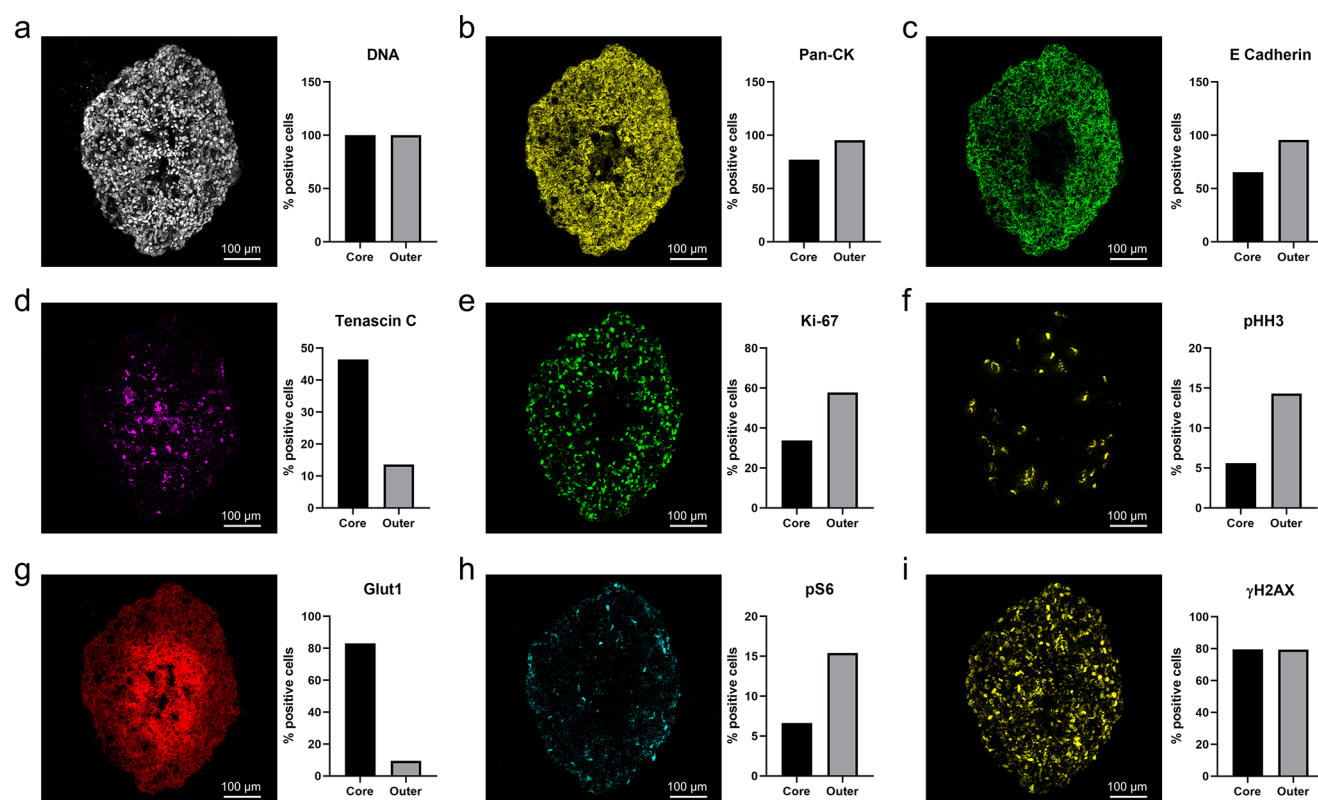 a
DNA
% positive cells
150
100
50
0
Core Outer
100 µm
b
Pan-CK
% positive cells
150
100
50
0
Core Outer
100 µm
c
E Cadherin
% positive cells
150
100
50
0
Core Outer
100 µm
d
Tenascin C
% positive cells
50
40
30
20
10
0
Core Outer
100 µm
e
Ki-67
% positive cells
80
60
40
20
0
Core Outer
100 µm
f
pHH3
% positive cells
20
15
10
5
0
Core Outer
100 µm
g
Glut1
% positive cells
100
80
60
40
20
0
Core Outer
100 µm
h
pS6
% positive cells
20
15
10
5
0
Core Outer
100 µm
i
γH2AX
% positive cells
100
80
60
40
20
0
Core Outer
100 µm